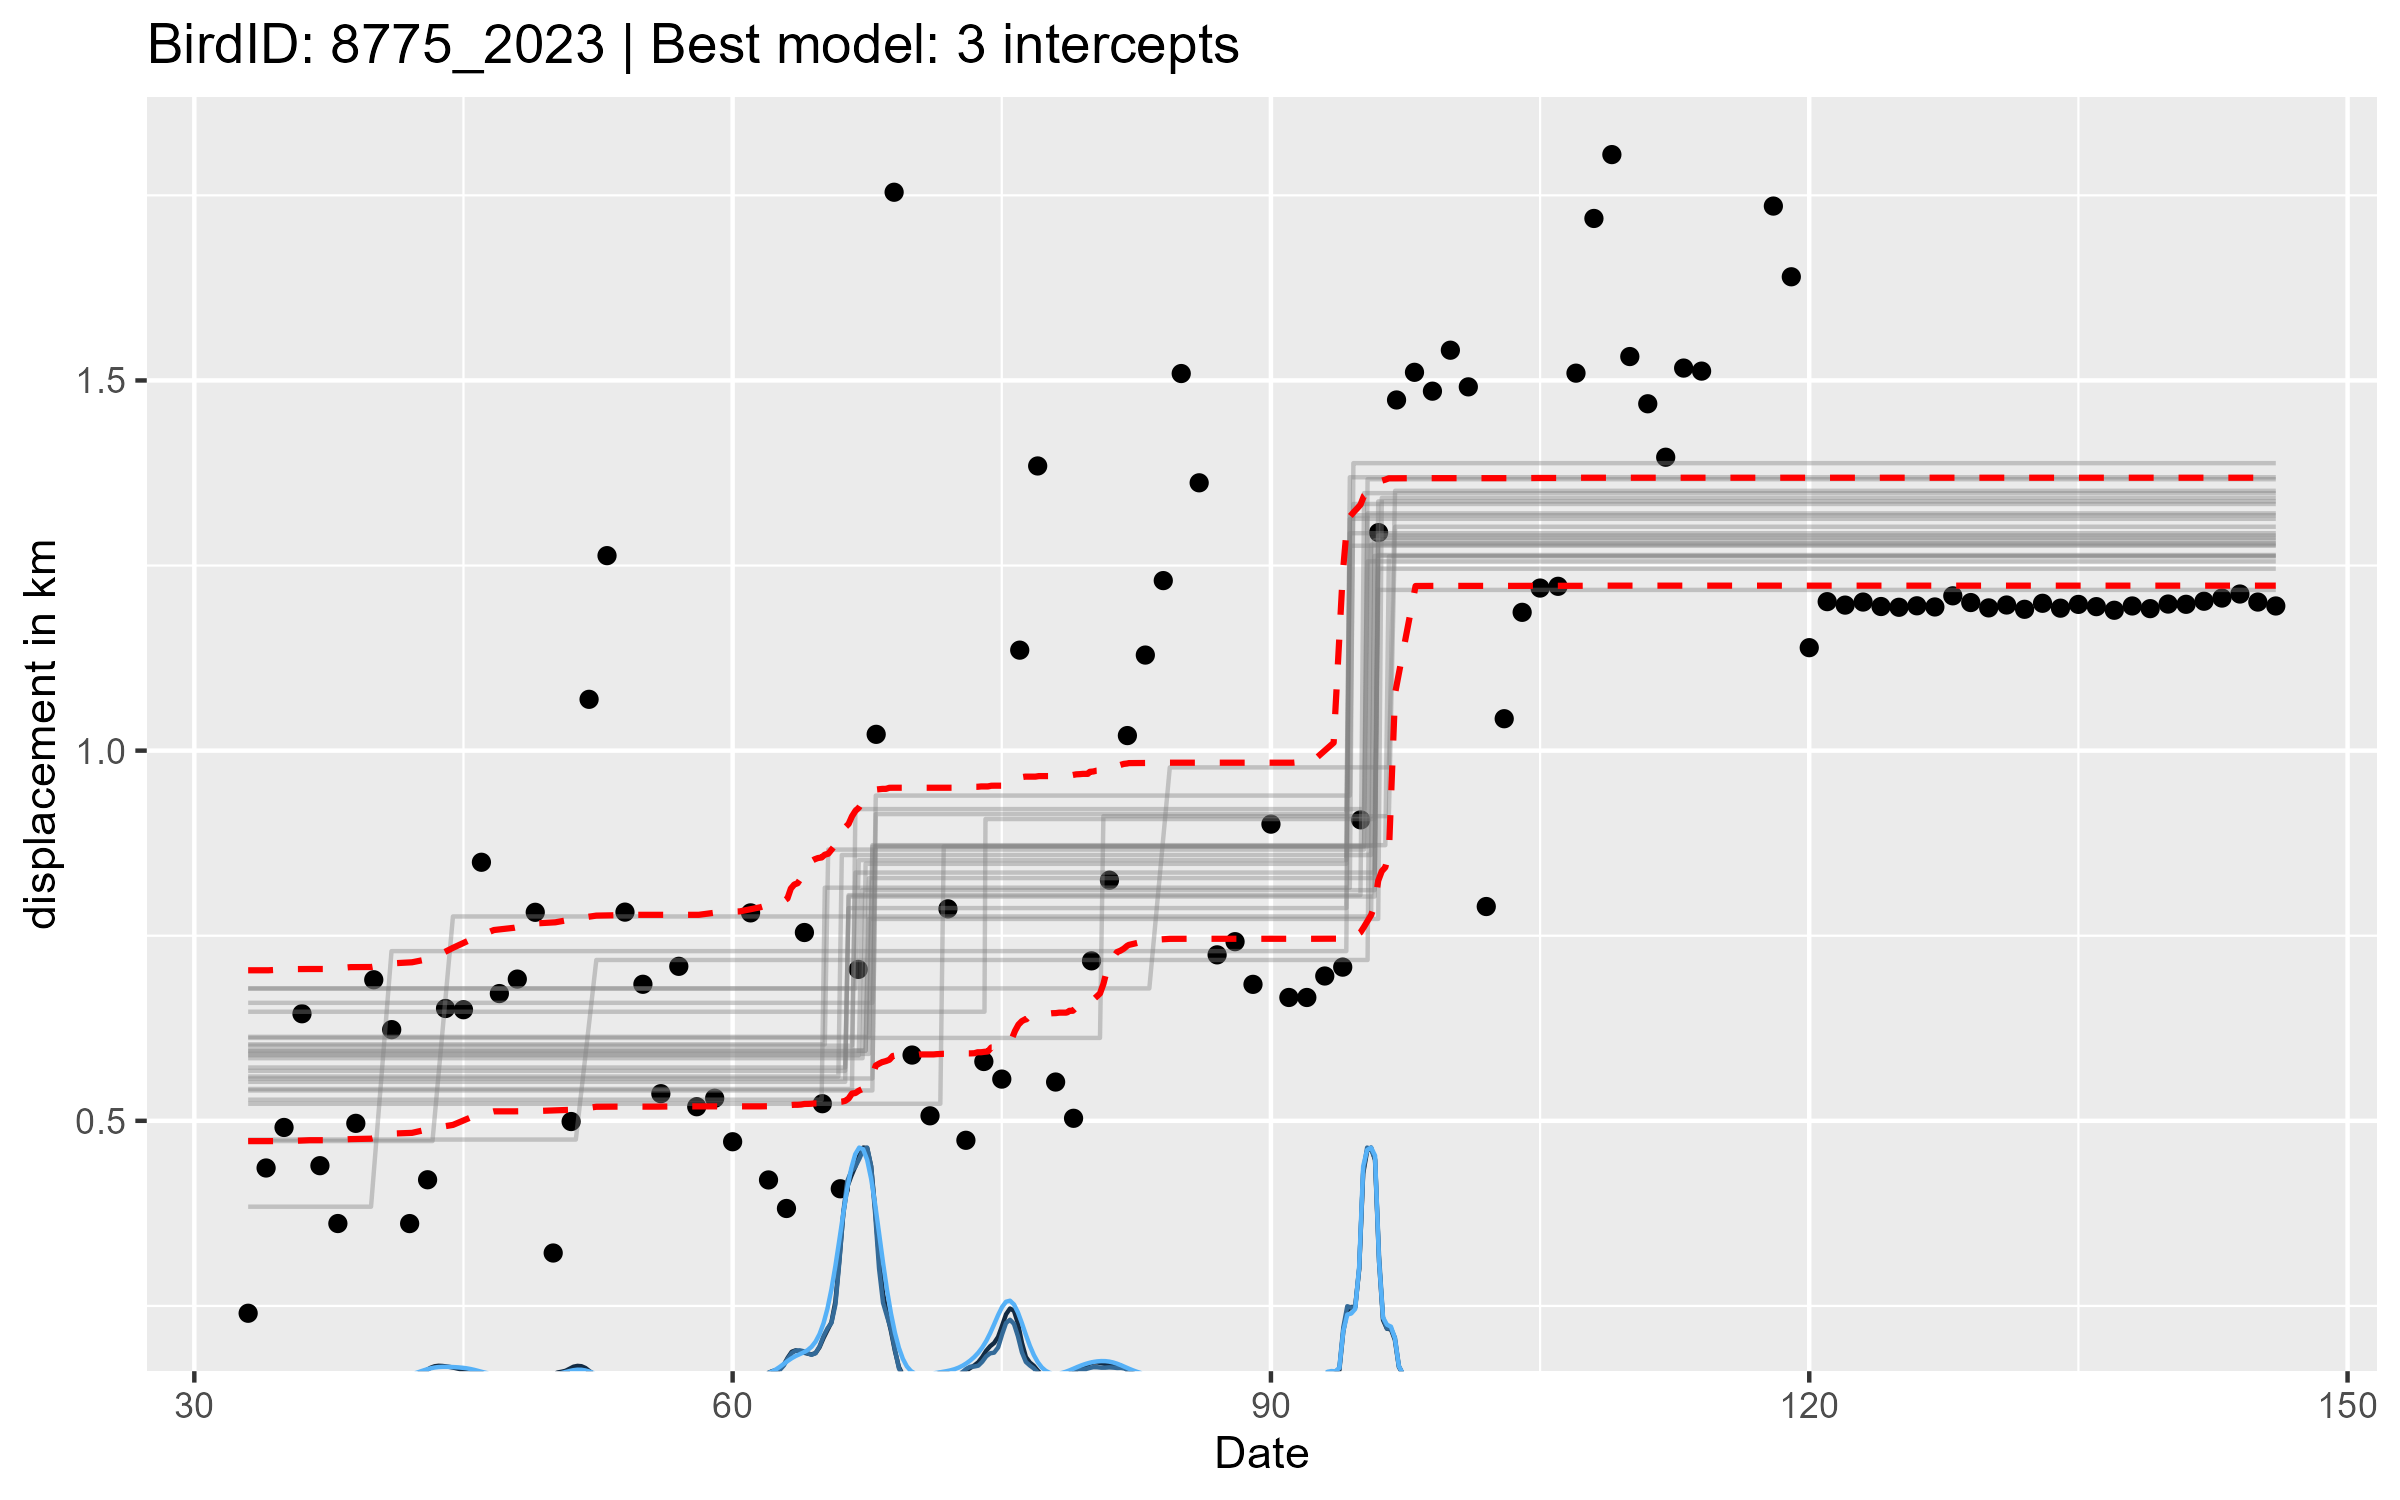 BirdID: 8775_2023 | Best model: 3 intercepts
displacement in km
1.5
1.0
0.5
30 60 90 120 150
Date